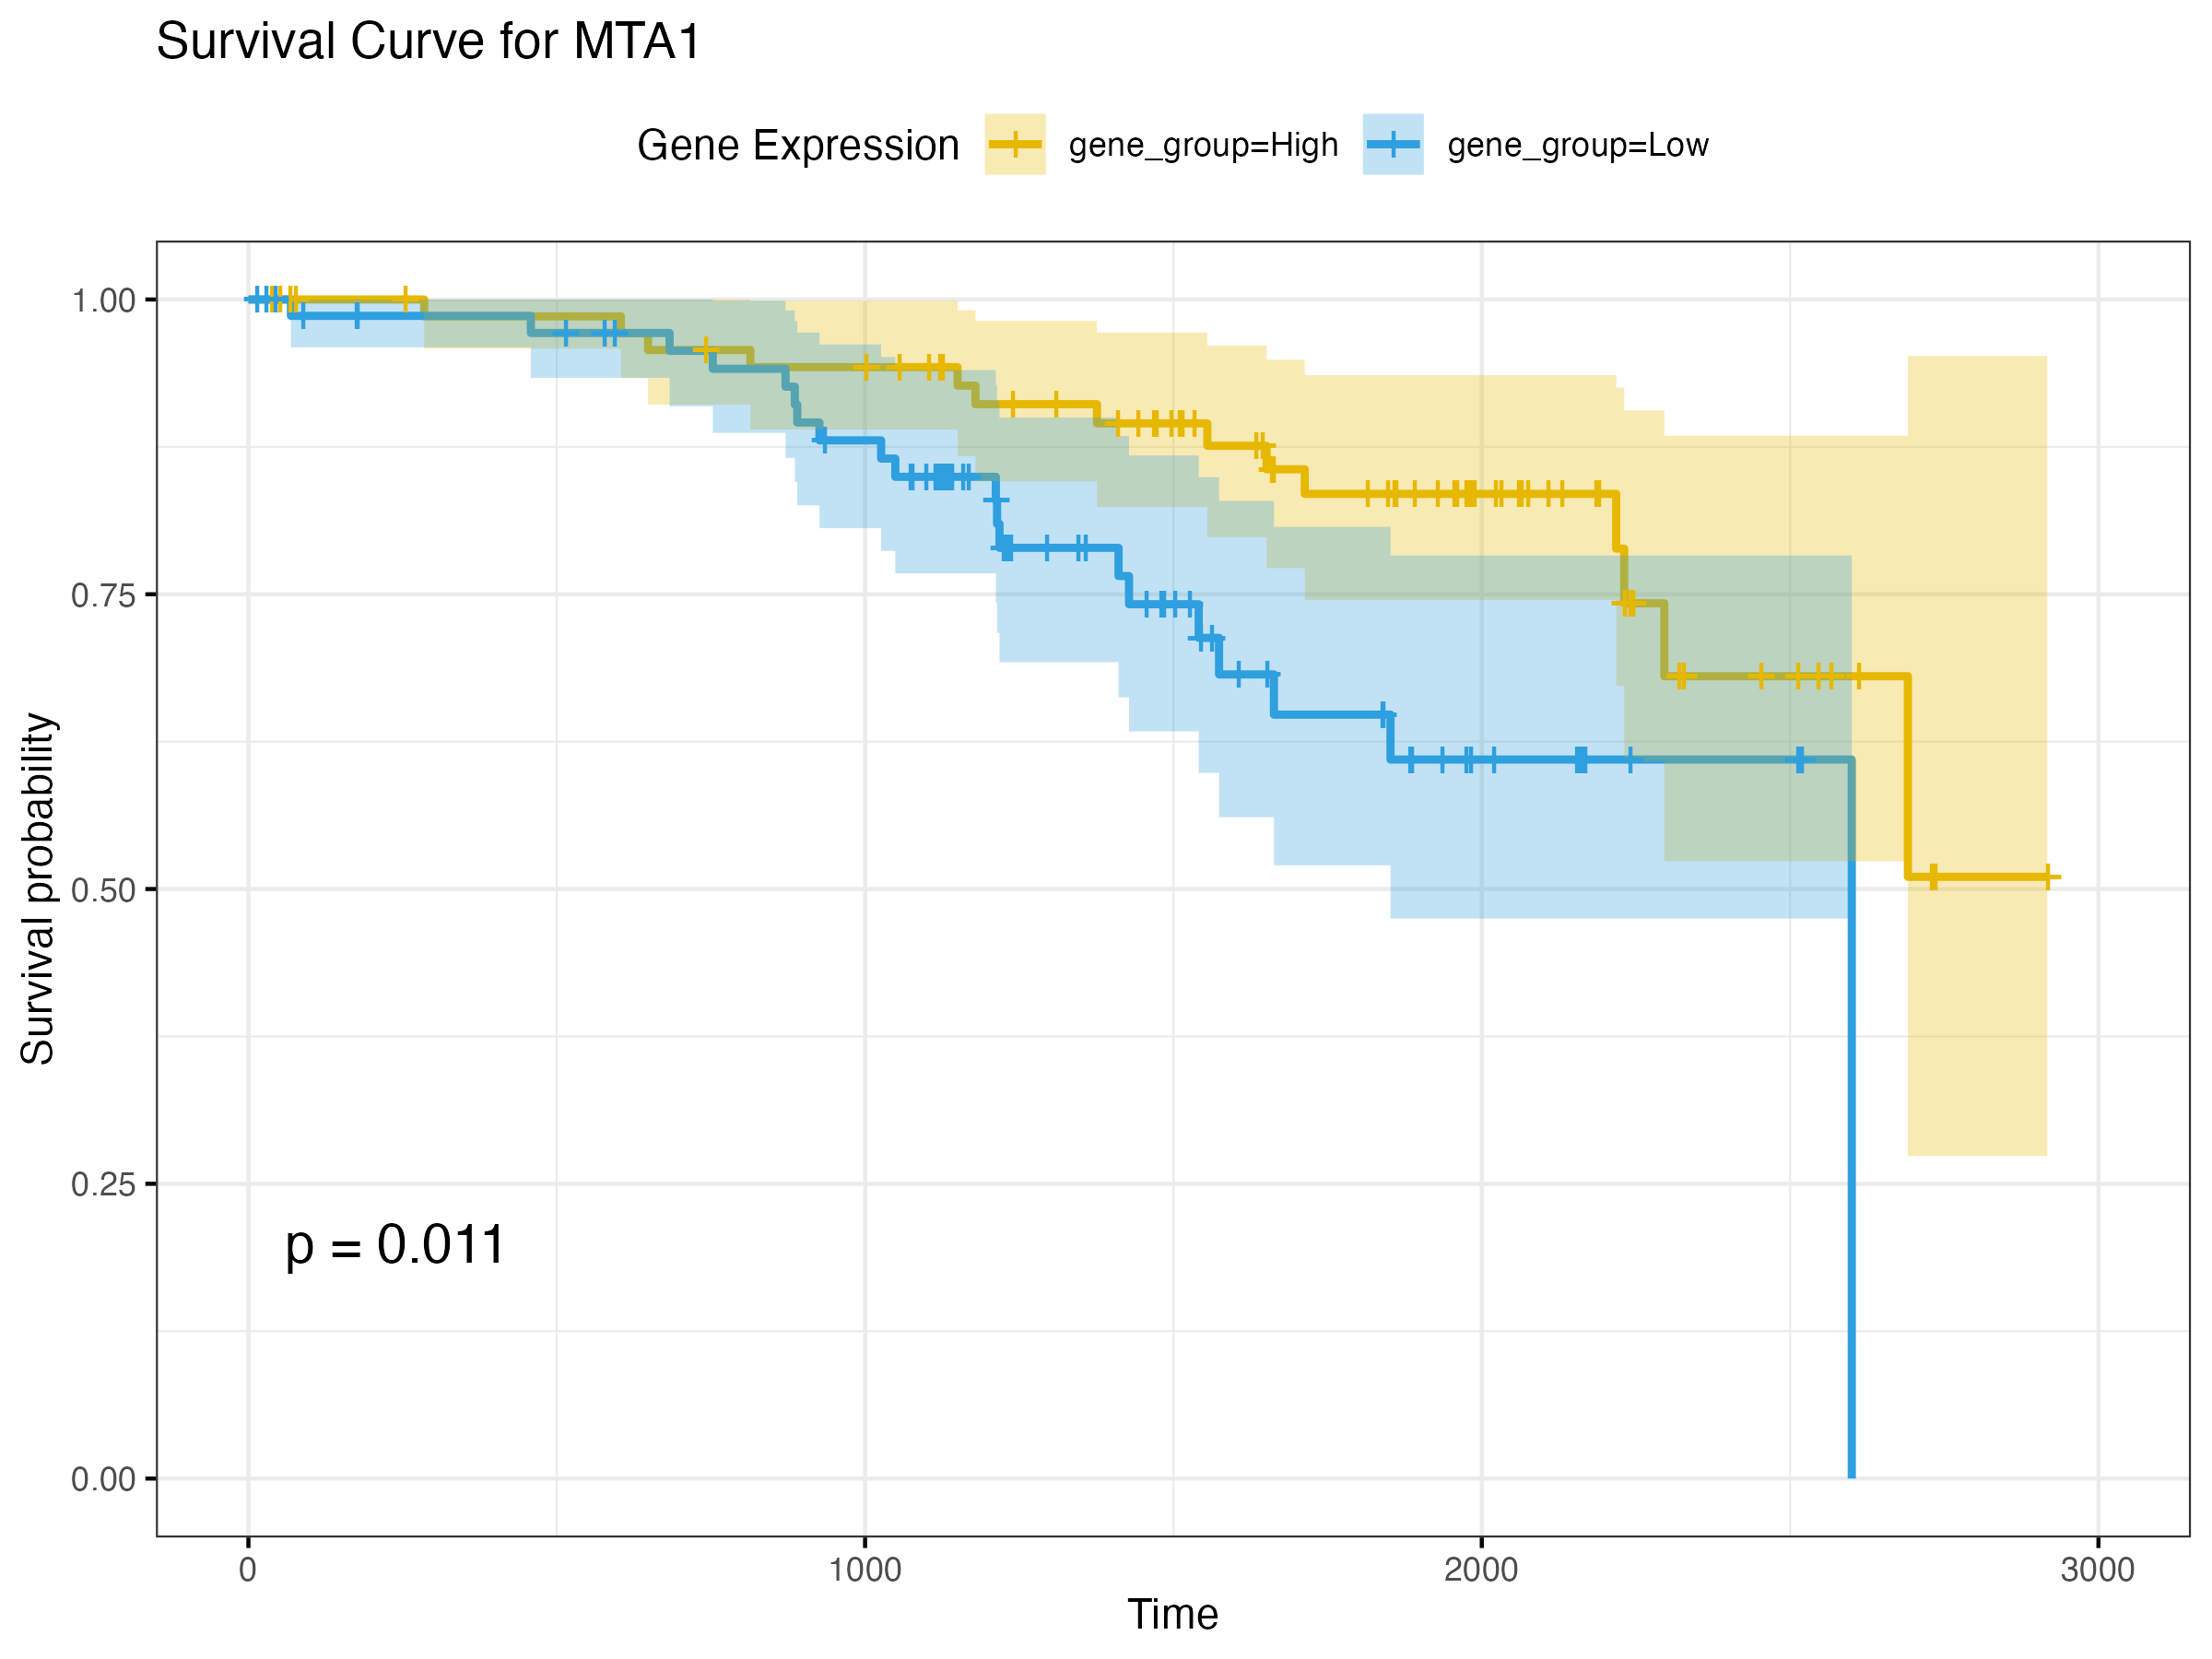 Survival Curve for MTA1
Gene Expression gene_group=High gene_group=Low
1.00
0.75
0.50
0.25
0.00
Survival probability
p = 0.011
0 1000 2000 3000
Time